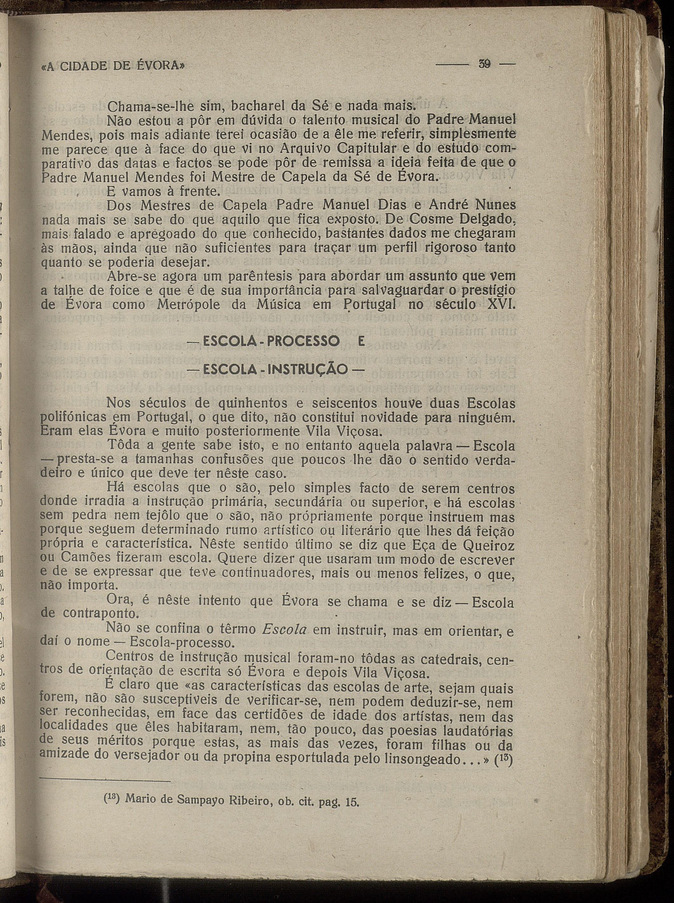 «A CIDADE DE ÉVORA» —— 39 —
Chama-se-lhe sim, bacharel da Sé e nada mais.
Não estou a pôr em dúvida o talento musical do Padre Manuel
Mendes, pois mais adiante terei ocasião de a êle me referir, simplesmente
me parece que à face do que vi no Arquivo Capitular e do estudo com-
parativo das datas e factos se pode pôr de remissa a ideia feita de que o
Padre Manuel Mendes foi Mestre de Capela da Sé de Évora.
E vamos à frente.
Dos Mestres de Capela Padre Manuel Dias e André Nunes
nada mais se sabe do que aquilo que fica exposto. De Cosme Delgado,
mais falado e apregoado do que conhecido, bastantes dados me chegaram
às mãos, ainda que não suficientes para traçar um perfil rigoroso tanto
quanto se poderia desejar.
Abre-se agora um parêntesis para abordar um assunto que vem
a talhe de foice e que é de suma importância para salvaguardar o prestígio
de Évora como Metrópole da Música em Portugal no século XVI.
— ESCOLA - PROCESSO E
— ESCOLA - INSTRUÇÃO —
Nos séculos de quinhentos e seiscentos houve duas Escolas
polifónicas em Portugal, o que dito, não constitui novidade para ninguém.
Eram elas Évora e muito posteriormente Vila Viçosa.
Tôda a gente sabe isto, e no entanto aquela palavra — Escola
— presta-se a tamanhas confusões que poucos lhe dão o sentido verda-
deiro e único que deve ter nêste caso.
Há escolas que o são, pelo simples facto de serem centros
donde irradia a instrução primária, secundária ou superior, e há escolas
sem pedra nem tejôlo que o são, não própriamente porque instruem mas
porque seguem determinado rumo artístico ou literário que lhes dá feição
própria e característica. Nêste sentido último se diz que Eça de Queiroz
ou Camões fizeram escola. Quere dizer que usaram um modo de escrever
e de se expressar que teve continuadores, mais ou menos felizes, o que,
não importa.
Ora, é nêste intento que Évora se chama e se diz — Escola
de contraponto.
Não se confina o têrmo Escola em instruir, mas em orientar, e
daí o nome — Escola-processo.
Centros de instrução musical foram-no tôdas as catedrais, cen-
tros de orientação de escrita só Évora e depois Vila Viçosa.
É claro que «as características das escolas de arte, sejam quais
forem, não são susceptiveis de verificar-se, nem podem deduzir-se, nem
ser reconhecidas, em face das certidões de idade dos artístas, nem das
localidades que êles habitaram, nem, tão pouco, das poesias laudatórias
de seus méritos porque estas, as mais das vezes, foram filhas ou da
amizade do versejador ou da propina esportulada pelo linsongeado...» (13)
(13) Mario de Sampayo Ribeiro, ob. cit. pag. 15.